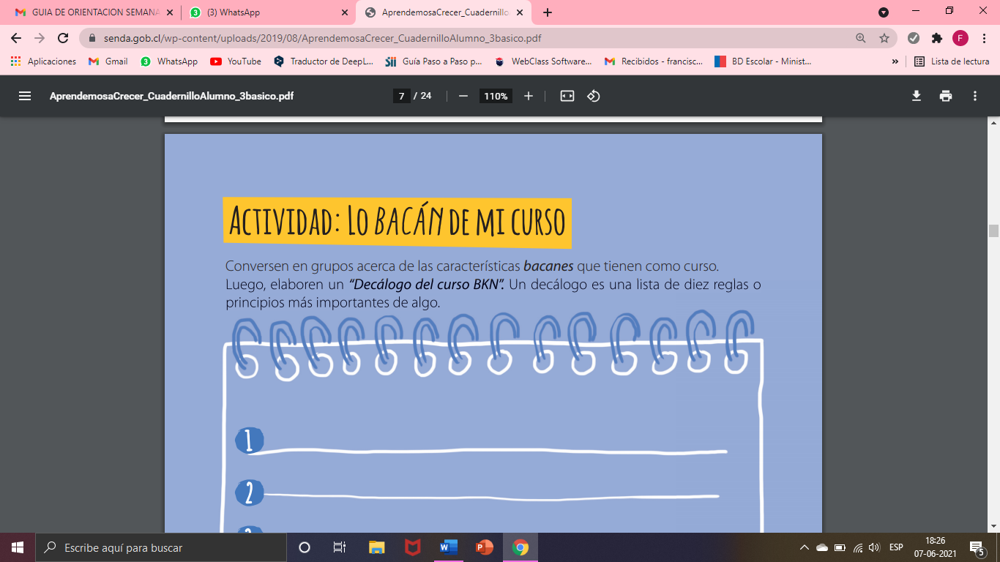 GUIA DE ORIENTACION SEMANA
(3) WhatsApp
AprendemosaCrecer_Cuadernillo
senda.gob.cl/wp-content/uploads/2019/08/AprendemosaCrecer_CuadernilloAlumno_3basico.pdf
F
Aplicaciones
Gmail
3 WhatsApp
YouTube
Traductor de DeepL...
Guía Paso a Paso p...
WebClass Software...
Recibidos - francisc...
BD Escolar - Minist...
»
Lista de lectura
AprendemosaCrecer_CuadernilloAlumno_3basico.pdf
7 / 24
110%
ACTIVIDAD: LO BACÁN DE MI CURSO
Conversen en grupos acerca de las características bacanes que tienen como curso.
Luego, elaboren un “Decálogo del curso BKN”. Un decálogo es una lista de diez reglas o
principios más importantes de algo.
1
2
3
Escribe aquí para buscar
ESP
18:26
07-06-2021
5